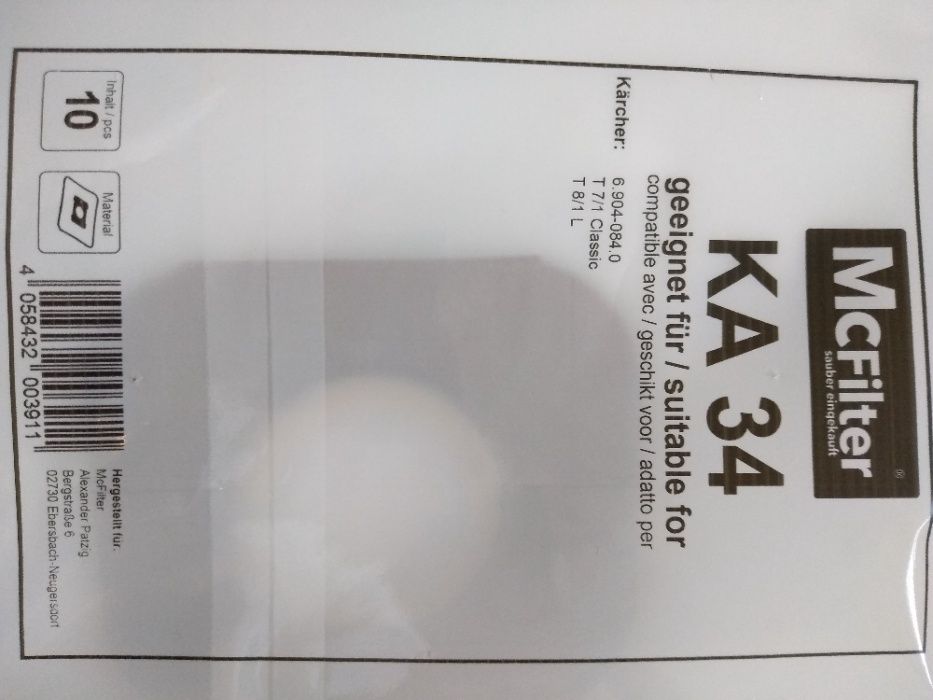 McFilter
sauber eingekauft
KA 34
geeignet für / suitable for
compatible avec / geschikt voor / adatto per
Kärcher: 6.904-084.0
T 7/1 Classic
T 8/1 L
Inhalt / pcs
10
Material
4 058432 003911
Hergestellt für:
McFilter
Alexander Patzig
Bergstraße 6
02730 Ebersbach-Neugersdorf